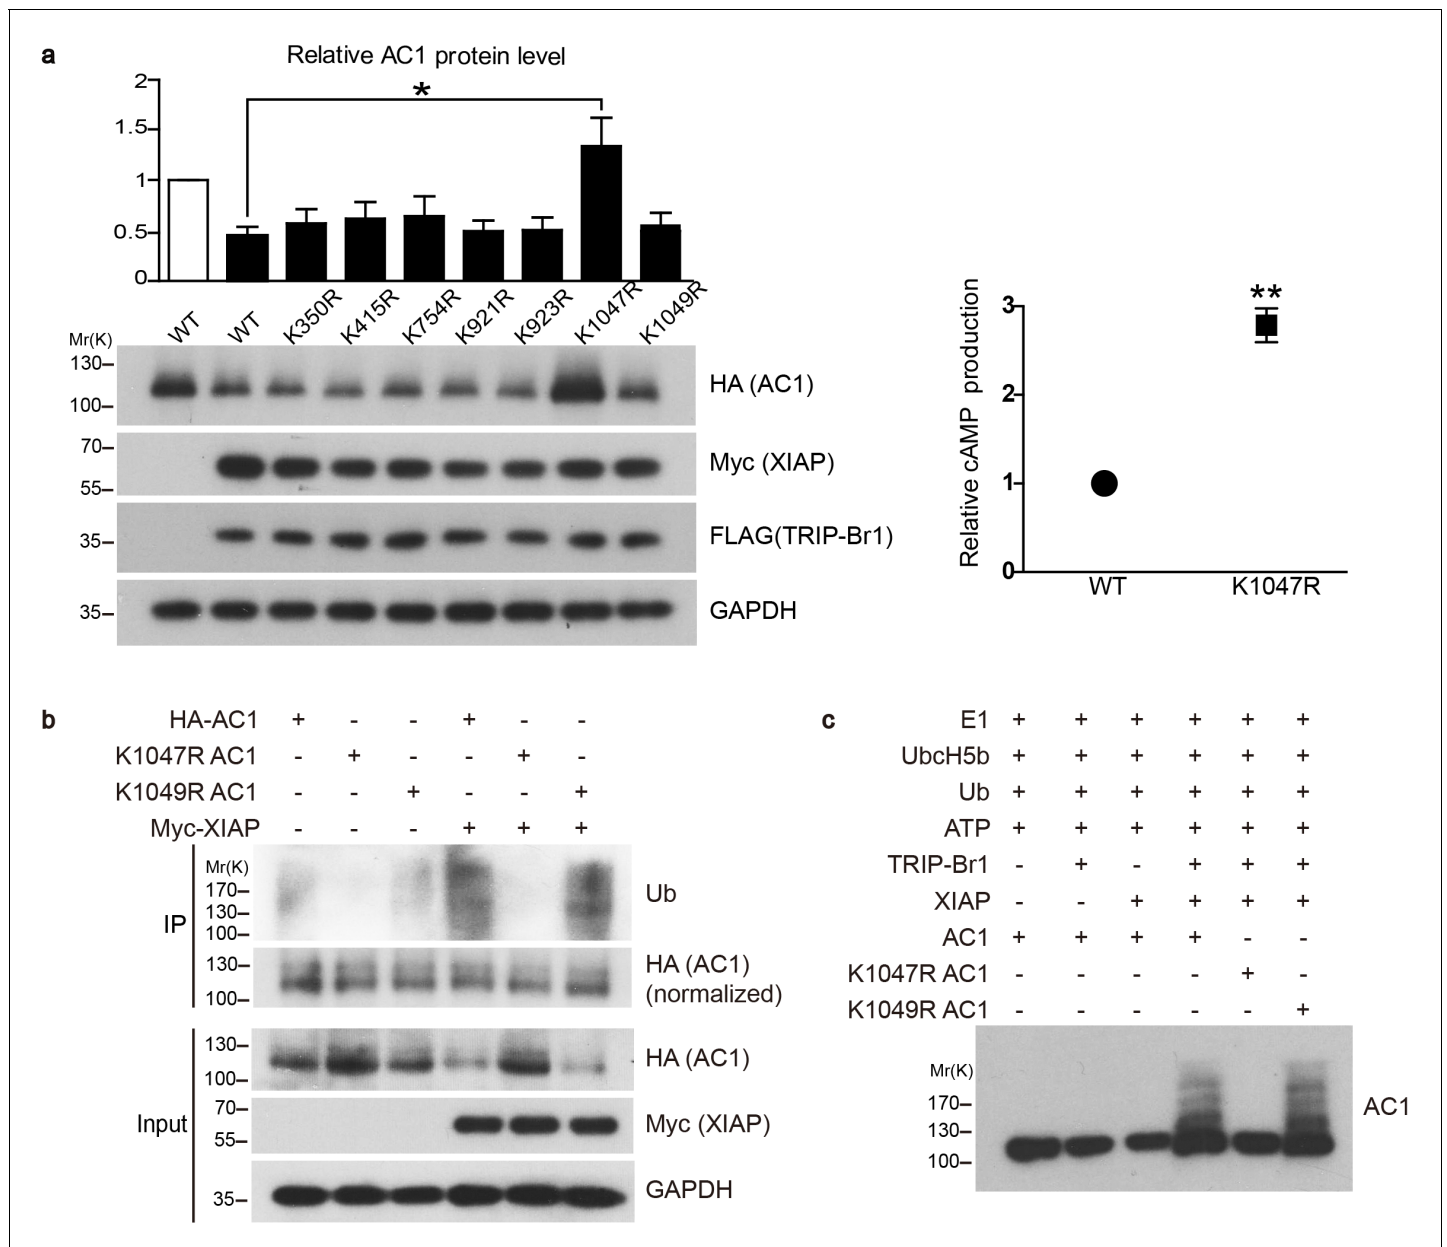 a
Relative AC1 protein level
*
2
1.5
1
0.5
0
WT WT K350R K415R K754R K921R K923R K1047R K1049R
Mr(K)
130
100
HA (AC1)
70
55
Myc (XIAP)
35
FLAG(TRIP-Br1)
35
GAPDH
Relative cAMP production
3
2
1
0
**
WT K1047R
b
HA-AC1 + - - + - -
K1047R AC1 - + - - + -
K1049R AC1 - - + - - +
Myc-XIAP - - - + + +
IP
Mr(K)
170
130
100
Ub
130
100
HA (AC1)
(normalized)
Input
130
100
HA (AC1)
70
55
Myc (XIAP)
35
GAPDH
c
E1 + + + + + +
UbcH5b + + + + + +
Ub + + + + + +
ATP + + + + + +
TRIP-Br1 - + - + + +
XIAP - - + + + +
AC1 + + + + - -
K1047R AC1 - - - - + -
K1049R AC1 - - - - - +
Mr(K)
170
130
100
AC1